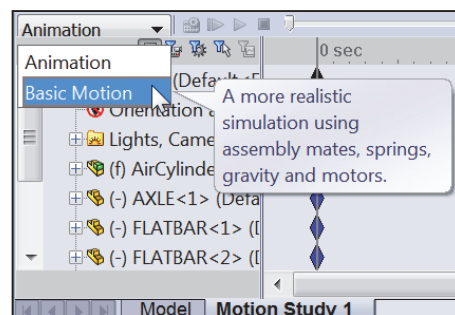 Animation
0 sec
Animation
(Default
Basic Motion
A more realistic
simulation using
assembly mates, springs,
gravity and motors.
Orientation
Lights, Came
(f) AirCylinde
(-) AXLE<1> (Defa
(-) FLATBAR<1> (D
(-) FLATBAR<2> ([
Model
Motion Study 1